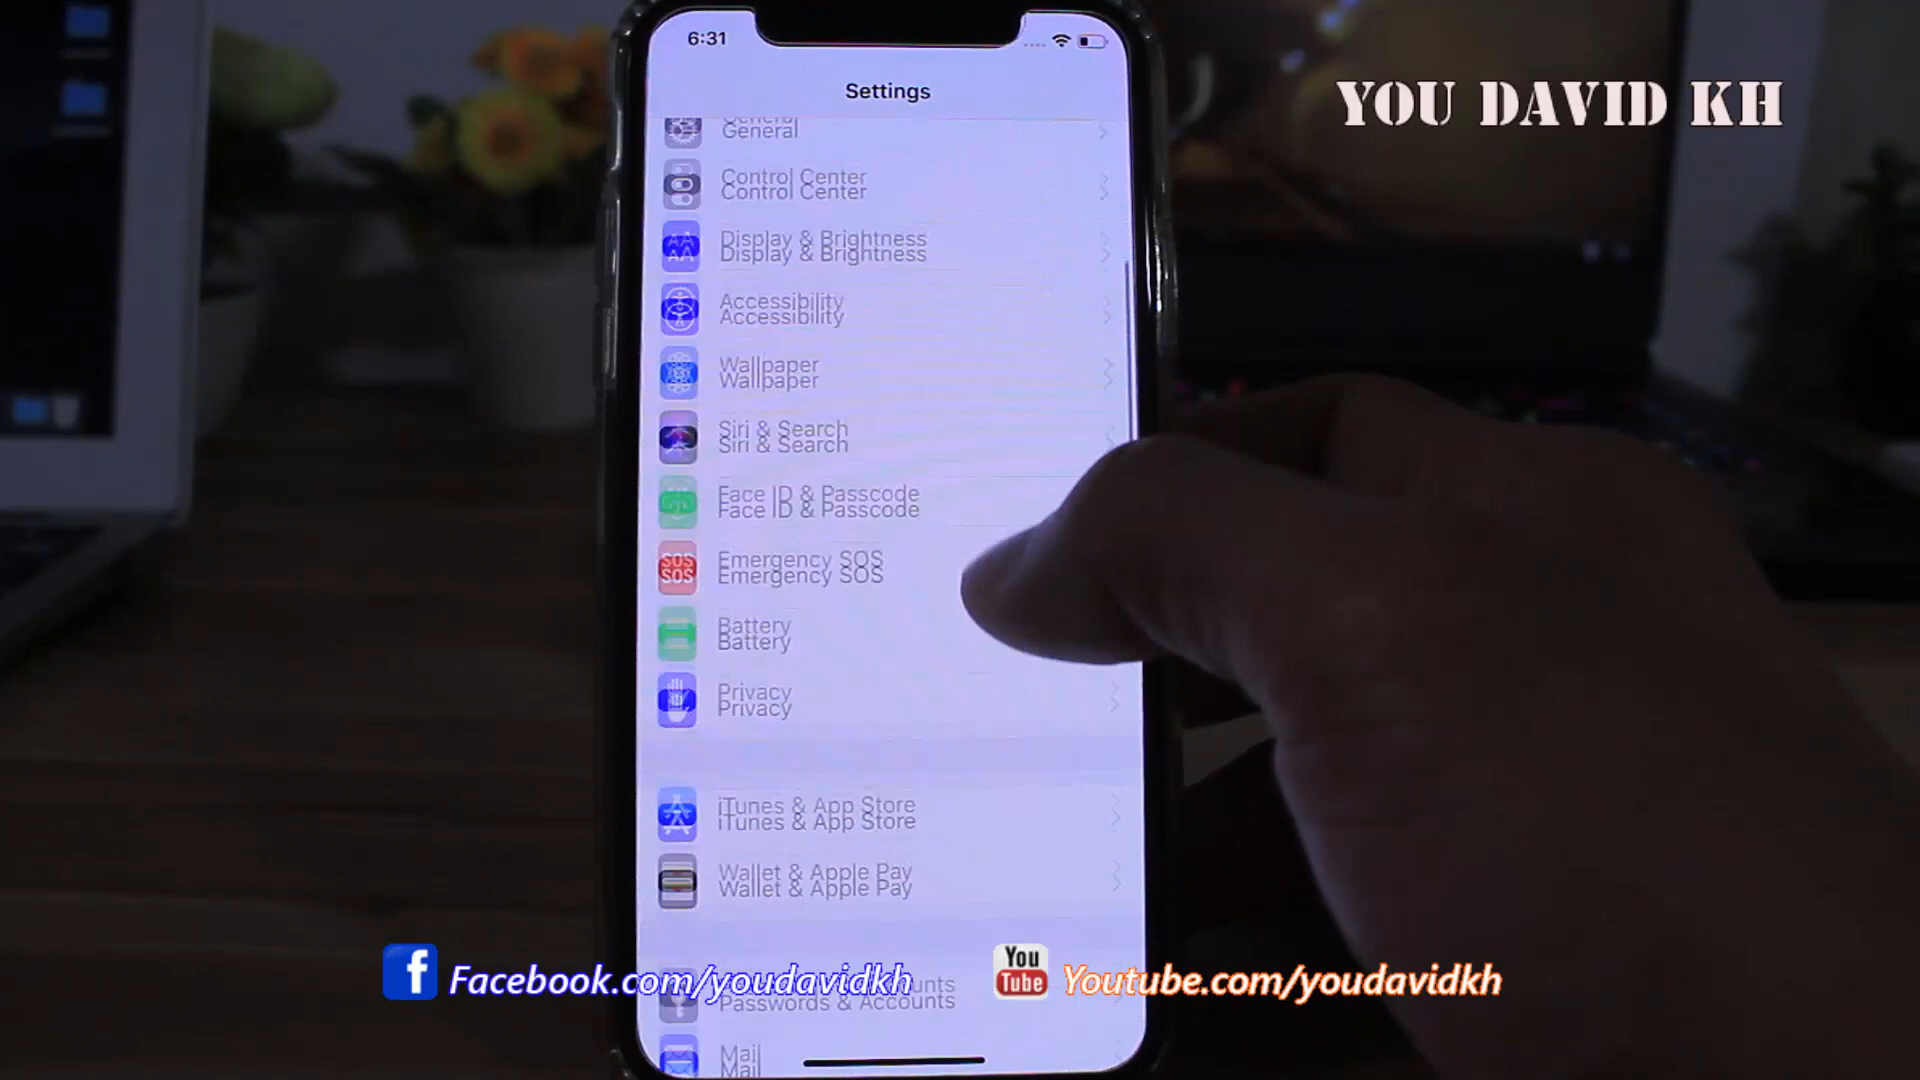 6:31
Settings
YOU DAVID KH
General
Control Center
Display & Brightness
Accessibility
Wallpaper
Siri & Search
Face ID & Passcode
SOS
Emergency SOS
Battery
Privacy
iTunes & App Store
Wallet & Apple Pay
f Facebook.com/youdavidkh
You Tube Youtube.com/youdavidkh
Passwords & Accounts
Mail